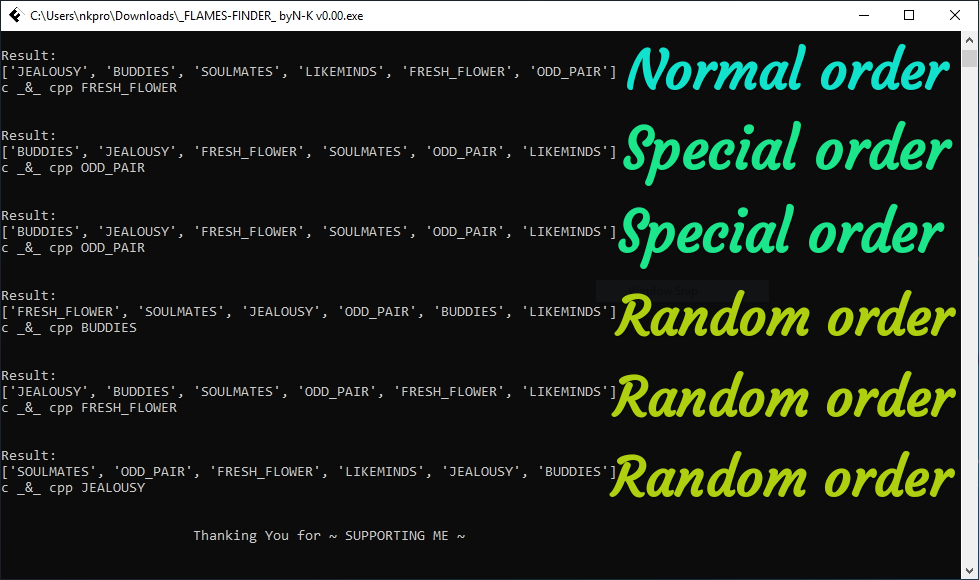 C:\Users\nkpro\Downloads\_FLAMES-FINDER_ byN-K v0.00.exe
Result:
['JEALOUSY', 'BUDDIES', 'SOULMATES', 'LIKEMINDS', 'FRESH_FLOWER', 'ODD_PAIR'] Normal order
c _&_ cpp FRESH_FLOWER
Result:
['BUDDIES', 'JEALOUSY', 'FRESH_FLOWER', 'SOULMATES', 'ODD_PAIR', 'LIKEMINDS'] Special order
c _&_ cpp ODD_PAIR
Result:
['BUDDIES', 'JEALOUSY', 'FRESH_FLOWER', 'SOULMATES', 'ODD_PAIR', 'LIKEMINDS'] Special order
c _&_ cpp ODD_PAIR
Result:
['FRESH_FLOWER', 'SOULMATES', 'JEALOUSY', 'ODD_PAIR', 'BUDDIES', 'LIKEMINDS'] Random order
c _&_ cpp BUDDIES
Result:
['JEALOUSY', 'BUDDIES', 'SOULMATES', 'ODD_PAIR', 'FRESH_FLOWER', 'LIKEMINDS'] Random order
c _&_ cpp FRESH_FLOWER
Result:
['SOULMATES', 'ODD_PAIR', 'FRESH_FLOWER', 'LIKEMINDS', 'JEALOUSY', 'BUDDIES'] Random order
c _&_ cpp JEALOUSY
Thanking You for ~ SUPPORTING ME ~